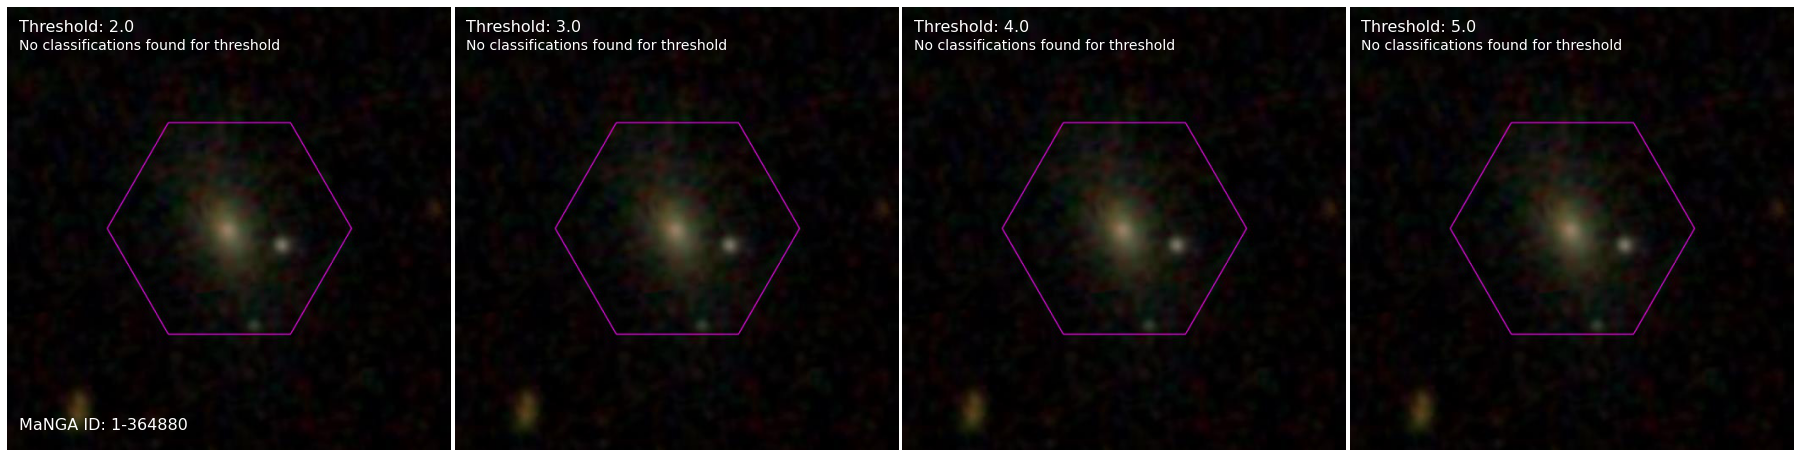 Threshold: 2.0
No classifications found for threshold
MaNGA ID: 1-364880
Threshold: 3.0
No classifications found for threshold
Threshold: 4.0
No classifications found for threshold
Threshold: 5.0
No classifications found for threshold